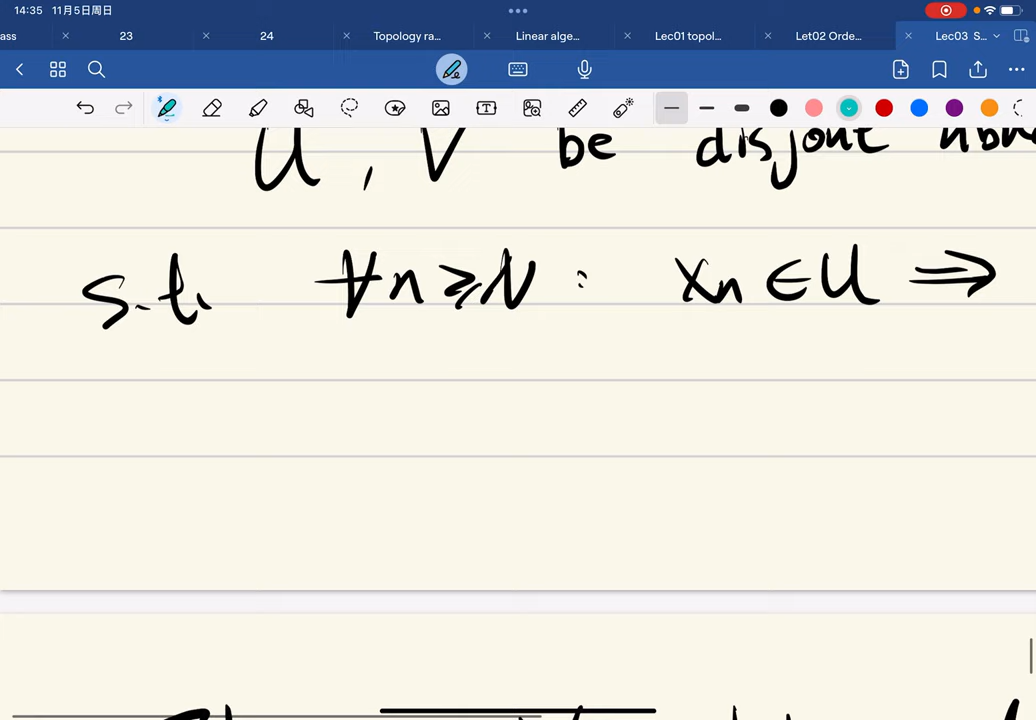 14:35 11月5日周日
ass 23 24 Topology ra... Linear alge... Lec01 topol... Let02 Orde... Lec03 S...
U, V be disjont
s.t. ∀n ≥ N : xn ∈ U ⇒